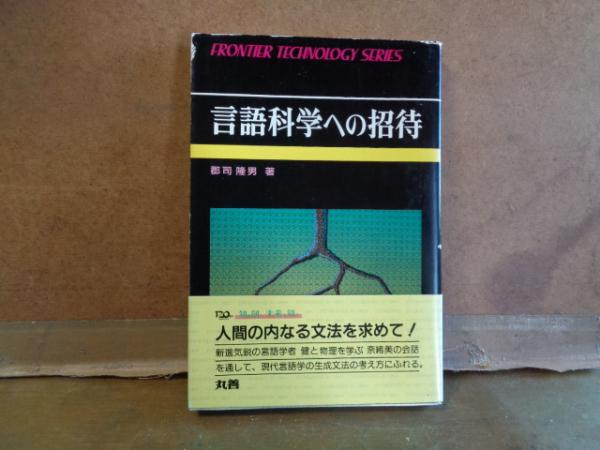 FRONTIER TECHNOLOGY SERIES
言語科学への招待
郡司隆男 著
人間の内なる文法を求めて!
新進気鋭の言語学者 健と物理を学ぶ 奈緒美の会話
を通して、現代言語学の生成文法の考え方にふれる。
丸善